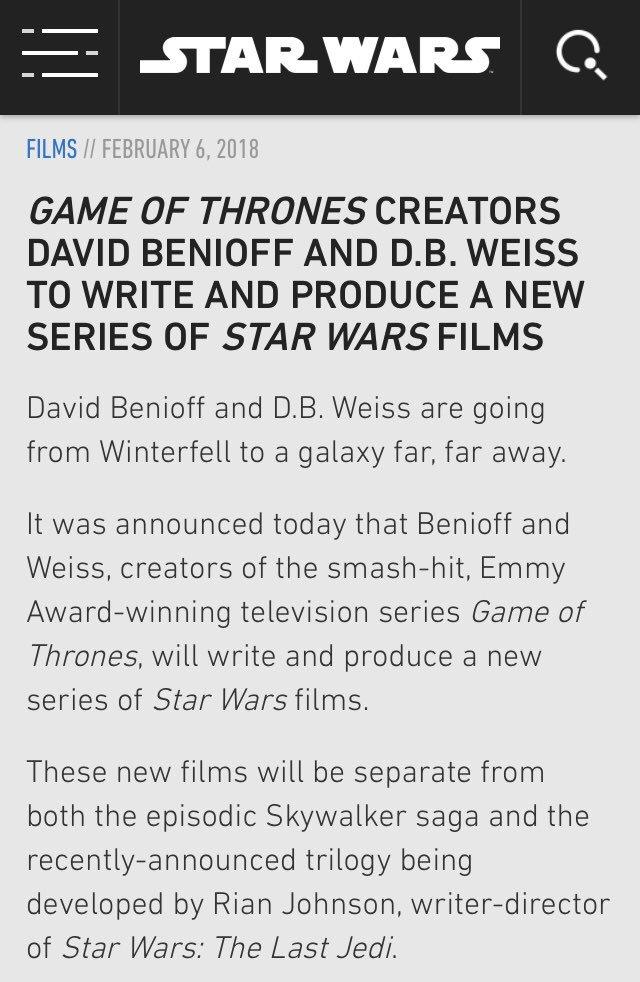 STAR WARS
FILMS // FEBRUARY 6, 2018
GAME OF THRONES CREATORS
DAVID BENIOFF AND D.B. WEISS
TO WRITE AND PRODUCE A NEW
SERIES OF STAR WARS FILMS
David Benioff and D.B. Weiss are going
from Winterfell to a galaxy far, far away.
It was announced today that Benioff and
Weiss, creators of the smash-hit, Emmy
Award-winning television series Game of
Thrones, will write and produce a new
series of Star Wars films.
These new films will be separate from
both the episodic Skywalker saga and the
recently-announced trilogy being
developed by Rian Johnson, writer-director
of Star Wars: The Last Jedi.